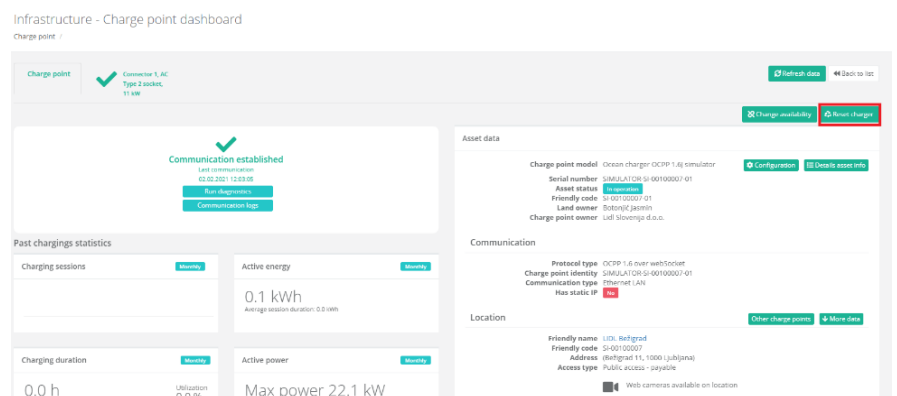 Infrastructure - Charge point dashboard
Charge point /
Charge point
Connector 1, AC
Type 2 socket,
11 kW
Refresh data
Back to list
Change availability
Reset charger
Communication established
Last communication
02.02.2021 12:03:05
Run diagnostics
Communication logs
Asset data
Charge point model Ocean charger OCPP 1.6J simulator
Configuration
Details asset info
Serial number SIMULATOR-SI-00100007-01
Asset status In operation
Friendly code SI-00100007-01
Land owner Botonjić Jasmin
Charge point owner Lidl Slovenija d.o.o.
Communication
Protocol type OCPP 1.6 over webSocket
Charge point identity SIMULATOR-SI-00100007-01
Communication type Ethernet LAN
Has static IP No
Location
Other charge points
More data
Friendly name LIDL Bežigrad
Friendly code SI-00100007
Address (Bežigrad 11, 1000 Ljubljana)
Access type Public access - payable
Web cameras available on location
Past chargings statistics
Charging sessions Monthly
Active energy Monthly
0.1 kWh
Average session duration: 0.0 kWh
Charging duration Monthly
0.0 h
Utilization
0.0 %
Active power Monthly
Max power 22.1 kW